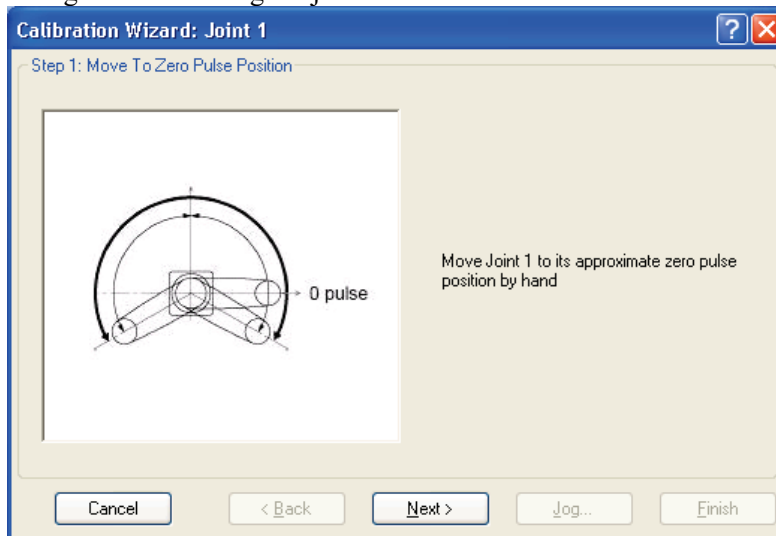 Calibration Wizard: Joint 1
Step 1: Move To Zero Pulse Position
0 pulse
Move Joint 1 to its approximate zero pulse
position by hand
Cancel
< Back
Next >
Jog...
Finish